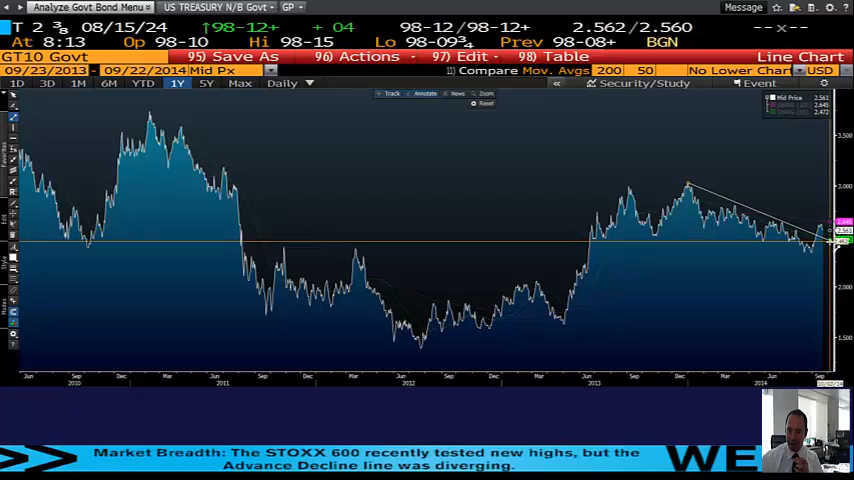 Analyze Govt Bond Menu US TREASURY N/B Govt GP Message
T 2 ³⁄₈ 08/15/24 ↑98-12+ + 04 98-12/98-12+ 2.562/2.560 --x--
At 8:13 Op 98-10 Hi 98-15 Lo 98-09¾ Prev 98-08+ BGN
GT10 Govt 95) Save As 96) Actions 97) Edit 98) Table Line Chart
09/23/2013 - 09/22/2014 Mid Px Compare Mov. Avgs 200 50 No Lower Chart USD
1D 3D 1M 6M YTD 1Y 5Y Max Daily ▼ « Security/Study Event
Track Annotate News Zoom
Reset
Mid Price 2.561
2.645
2.472
3.500
3.000
2.000
1.500
Jun Sep Dec Mar Jun Sep Dec Mar Jun Sep Dec Mar Jun Sep Dec Mar Jun Sep
2010 2011 2012 2013 2014
Market Breadth: The STOXX 600 recently tested new highs, but the
Advance Decline line was diverging.
WE